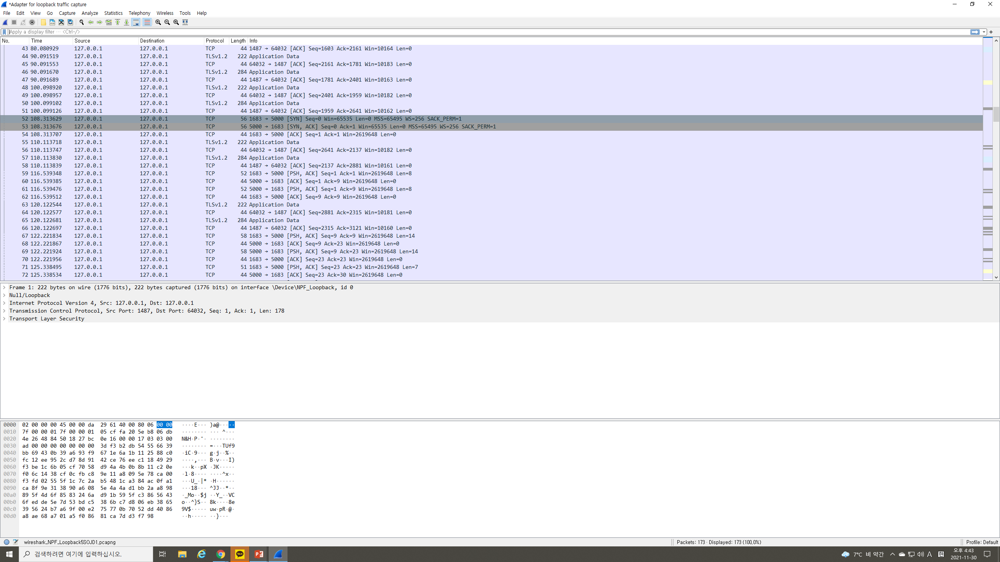 *Adapter for loopback traffic capture
File Edit View Go Capture Analyze Statistics Telephony Wireless Tools Help
Apply a display filter ··· <Ctrl-/>
No. Time Source Destination Protocol Length Info
43 80.080929 127.0.0.1 127.0.0.1 TCP 44 1487 → 64032 [ACK] Seq=1603 Ack=2161 Win=10164 Len=0
44 90.091519 127.0.0.1 127.0.0.1 TLSv1.2 222 Application Data
45 90.091553 127.0.0.1 127.0.0.1 TCP 44 64032 → 1487 [ACK] Seq=2161 Ack=1781 Win=10183 Len=0
46 90.091670 127.0.0.1 127.0.0.1 TLSv1.2 284 Application Data
47 90.091689 127.0.0.1 127.0.0.1 TCP 44 1487 → 64032 [ACK] Seq=1781 Ack=2401 Win=10163 Len=0
48 100.098920 127.0.0.1 127.0.0.1 TLSv1.2 222 Application Data
49 100.098957 127.0.0.1 127.0.0.1 TCP 44 64032 → 1487 [ACK] Seq=2401 Ack=1959 Win=10182 Len=0
50 100.099102 127.0.0.1 127.0.0.1 TLSv1.2 284 Application Data
51 100.099126 127.0.0.1 127.0.0.1 TCP 44 1487 → 64032 [ACK] Seq=1959 Ack=2641 Win=10162 Len=0
52 108.313629 127.0.0.1 127.0.0.1 TCP 56 1683 → 5000 [SYN] Seq=0 Win=65535 Len=0 MSS=65495 WS=256 SACK_PERM=1
53 108.313676 127.0.0.1 127.0.0.1 TCP 56 5000 → 1683 [SYN, ACK] Seq=0 Ack=1 Win=65535 Len=0 MSS=65495 WS=256 SACK_PERM=1
54 108.313707 127.0.0.1 127.0.0.1 TCP 44 1683 → 5000 [ACK] Seq=1 Ack=1 Win=2619648 Len=0
55 110.113718 127.0.0.1 127.0.0.1 TLSv1.2 222 Application Data
56 110.113747 127.0.0.1 127.0.0.1 TCP 44 64032 → 1487 [ACK] Seq=2641 Ack=2137 Win=10182 Len=0
57 110.113830 127.0.0.1 127.0.0.1 TLSv1.2 284 Application Data
58 110.113839 127.0.0.1 127.0.0.1 TCP 44 1487 → 64032 [ACK] Seq=2137 Ack=2881 Win=10161 Len=0
59 116.539348 127.0.0.1 127.0.0.1 TCP 52 1683 → 5000 [PSH, ACK] Seq=1 Ack=1 Win=2619648 Len=8
60 116.539385 127.0.0.1 127.0.0.1 TCP 44 5000 → 1683 [ACK] Seq=1 Ack=9 Win=2619648 Len=0
61 116.539476 127.0.0.1 127.0.0.1 TCP 52 5000 → 1683 [PSH, ACK] Seq=1 Ack=9 Win=2619648 Len=8
62 116.539512 127.0.0.1 127.0.0.1 TCP 44 1683 → 5000 [ACK] Seq=9 Ack=9 Win=2619648 Len=0
63 120.122544 127.0.0.1 127.0.0.1 TLSv1.2 222 Application Data
64 120.122577 127.0.0.1 127.0.0.1 TCP 44 64032 → 1487 [ACK] Seq=2881 Ack=2315 Win=10181 Len=0
65 120.122681 127.0.0.1 127.0.0.1 TLSv1.2 284 Application Data
66 120.122697 127.0.0.1 127.0.0.1 TCP 44 1487 → 64032 [ACK] Seq=2315 Ack=3121 Win=10160 Len=0
67 122.221834 127.0.0.1 127.0.0.1 TCP 58 1683 → 5000 [PSH, ACK] Seq=9 Ack=9 Win=2619648 Len=14
68 122.221867 127.0.0.1 127.0.0.1 TCP 44 5000 → 1683 [ACK] Seq=9 Ack=23 Win=2619648 Len=0
69 122.221924 127.0.0.1 127.0.0.1 TCP 58 5000 → 1683 [PSH, ACK] Seq=9 Ack=23 Win=2619648 Len=14
70 122.221956 127.0.0.1 127.0.0.1 TCP 44 1683 → 5000 [ACK] Seq=23 Ack=23 Win=2619648 Len=0
71 125.338495 127.0.0.1 127.0.0.1 TCP 51 1683 → 5000 [PSH, ACK] Seq=23 Ack=23 Win=2619648 Len=7
72 125.338534 127.0.0.1 127.0.0.1 TCP 44 5000 → 1683 [ACK] Seq=23 Ack=30 Win=2619648 Len=0
Frame 1: 222 bytes on wire (1776 bits), 222 bytes captured (1776 bits) on interface \Device\NPF_Loopback, id 0
Null/Loopback
Internet Protocol Version 4, Src: 127.0.0.1, Dst: 127.0.0.1
Transmission Control Protocol, Src Port: 1487, Dst Port: 64032, Seq: 1, Ack: 1, Len: 178
Transport Layer Security
0000 02 00 00 00 45 00 00 da 29 61 40 00 80 06 00 00 ····E··· )a@·····
0010 7f 00 00 01 7f 00 00 01 05 cf fa 20 5e b8 06 db ········ ··· ^···
0020 4e 26 48 84 50 18 27 bc 0e 16 00 00 17 03 03 00 N&H·P·'· ········
0030 ad 00 00 00 00 00 00 00 3d f3 b2 db 54 55 66 39 ········ =···TUf9
0040 bb 69 43 0b 39 a6 93 f9 67 1e 6a 1b 11 25 88 c0 ·iC·9··· g·j··%··
0050 fc 12 ee 95 2c d7 8d 91 42 ce 76 ee c1 18 49 29 ····,··· B·v···I)
0060 f3 be 1c 6b 05 cf 70 58 d9 4a 4b 0b 8b 11 c2 0e ···k··pX ·JK·····
0070 f0 6c 14 38 cf 0c fb c8 9e 11 a8 09 5e 78 ca 00 ·l·8···· ····^x··
0080 f3 fd 02 55 5f 1c 7c 2a b5 48 1c a3 84 ac 0f a1 ···U_·|* ·H······
0090 ca 8f 9e 31 38 90 a6 08 5e 4a 4a d1 bb 2a a8 98 ···18··· ^JJ··*··
00a0 89 5f 4d 6f 85 83 24 6a d9 1b 59 5f c3 86 56 43 ·_Mo··$j ··Y_··VC
00b0 6f ed de 5e 7d 53 bd c5 38 6b c7 d8 06 eb 38 65 o··^}S·· 8k····8e
00c0 39 56 24 b7 a6 9f 00 e2 75 77 0b 70 52 dd 40 86 9V$····· uw·pR·@·
00d0 a8 ae 68 a7 01 a5 f0 86 81 ca 7d d3 f7 98 ··h····· ··}···
wireshark_NPF_Loopback5SOJD1.pcapng Packets: 173 · Displayed: 173 (100.0%) Profile: Default
검색하려면 여기에 입력하십시오. TALK 7°C 비 약간 A 한 오후 4:43
2021-11-30